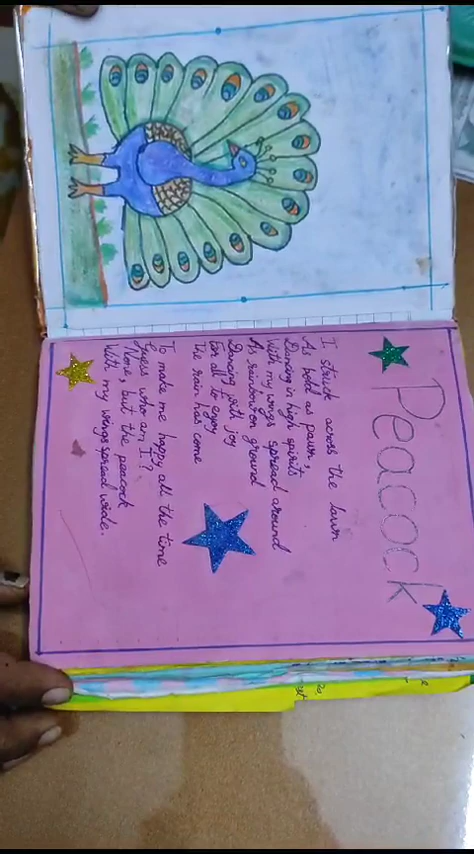 Peacock
I struck across the lawn
As bold as pawn,
Dancing in high spirits
With my wings spread around
As rainbow on ground
Dancing with joy
for all to enjoy
The rain has come
To make me happy all the time
Guess who am I?
None, but the peacock
With my wings spread wide.